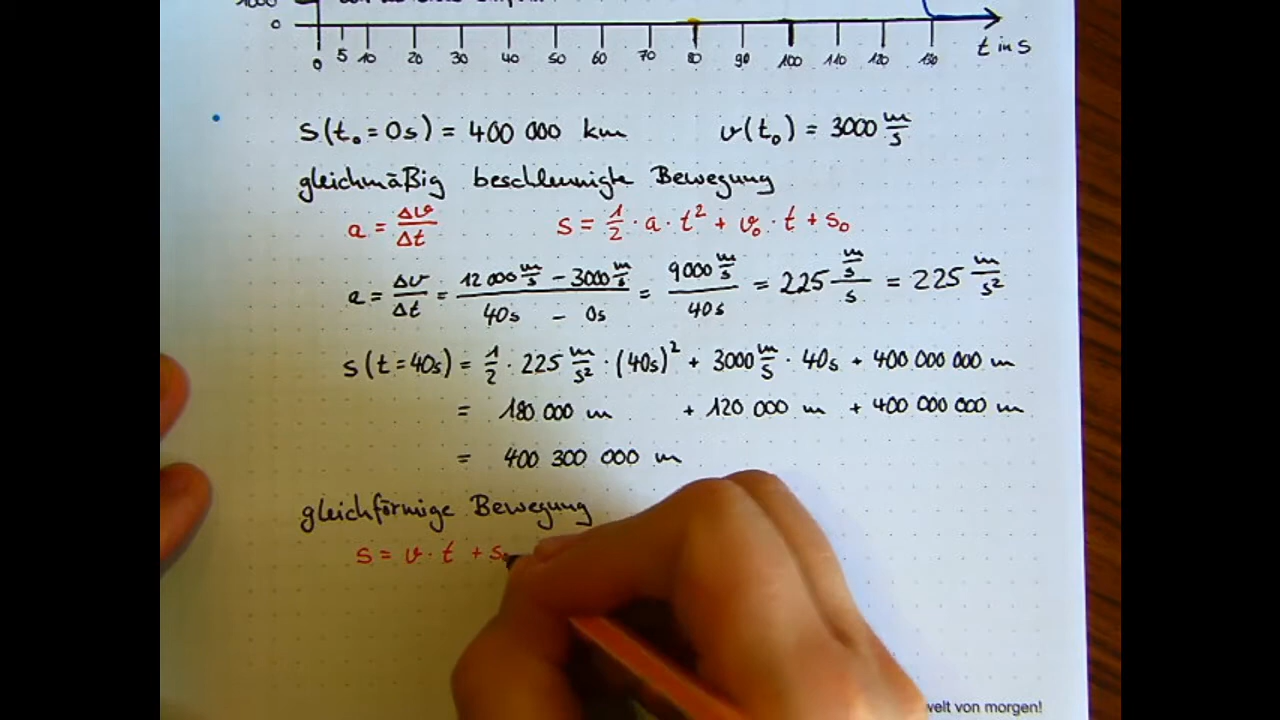 0
t in s
0 5 10 20 30 40 50 60 70 80 90 100 110 120 130
s(t₀ = 0s) = 400 000 km v(t₀) = 3000 m/s
gleichmäßig beschleunigte Bewegung
a = Δv/Δt s = 1/2 · a · t² + v₀ · t + s₀
a = Δv/Δt = (12 000 m/s − 3000 m/s)/(40s − 0s) = 9000 m/s/40s = 225 m/s/s = 225 m/s²
s(t = 40s) = 1/2 · 225 m/s² · (40s)² + 3000 m/s · 40s + 400 000 000 m
= 180 000 m + 120 000 m + 400 000 000 m
= 400 300 000 m
gleichförmige Bewegung
s = v · t + s₀
welt von morgen!